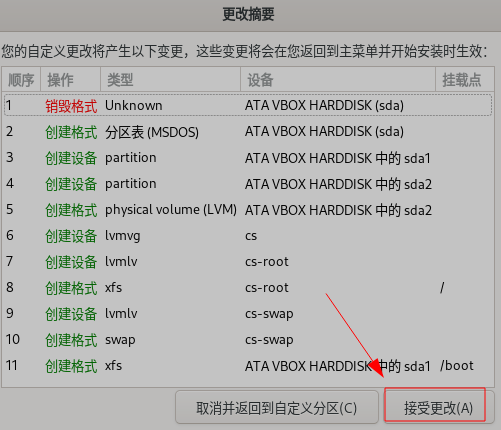 更改摘要
您的自定义更改将产生以下变更，这些变更将会在您返回到主菜单并开始安装时生效：
顺序 操作 类型 设备 挂载点
1 销毁格式 Unknown ATA VBOX HARDDISK (sda)
2 创建格式 分区表 (MSDOS) ATA VBOX HARDDISK (sda)
3 创建设备 partition ATA VBOX HARDDISK 中的 sda1
4 创建设备 partition ATA VBOX HARDDISK 中的 sda2
5 创建格式 physical volume (LVM) ATA VBOX HARDDISK 中的 sda2
6 创建设备 lvmvg cs
7 创建设备 lvmlv cs-root
8 创建格式 xfs cs-root /
9 创建设备 lvmlv cs-swap
10 创建格式 swap cs-swap
11 创建格式 xfs ATA VBOX HARDDISK 中的 sda1 /boot
取消并返回到自定义分区(C) 接受更改(A)